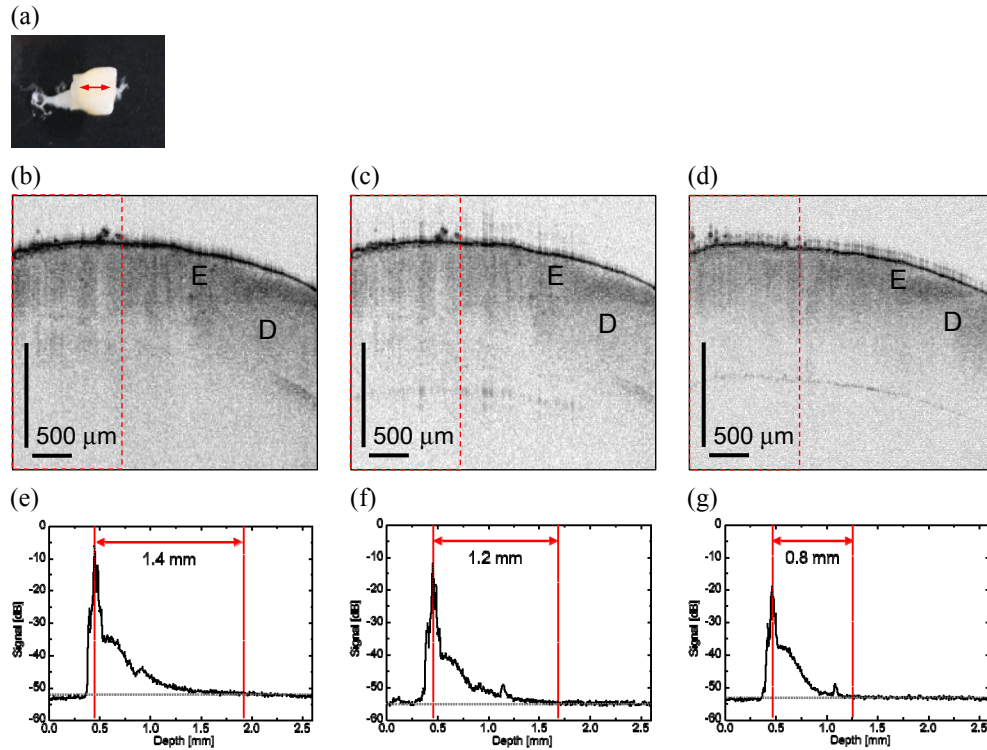 (a)
(b) (c) (d)
E E E
D D D
500 μm 500 μm 500 μm
(e) (f) (g)
0 0 0
1.4 mm 1.2 mm 0.8 mm
-10 -10 -10
-20 -20 -20
Signal [dB] Signal [dB] Signal [dB]
-30 -30 -30
-40 -40 -40
-50 -50 -50
-60 -60 -60
0.0 0.5 1.0 1.5 2.0 2.5 0.0 0.5 1.0 1.5 2.0 2.5 0.0 0.5 1.0 1.5 2.0 2.5
Depth [mm] Depth [mm] Depth [mm]